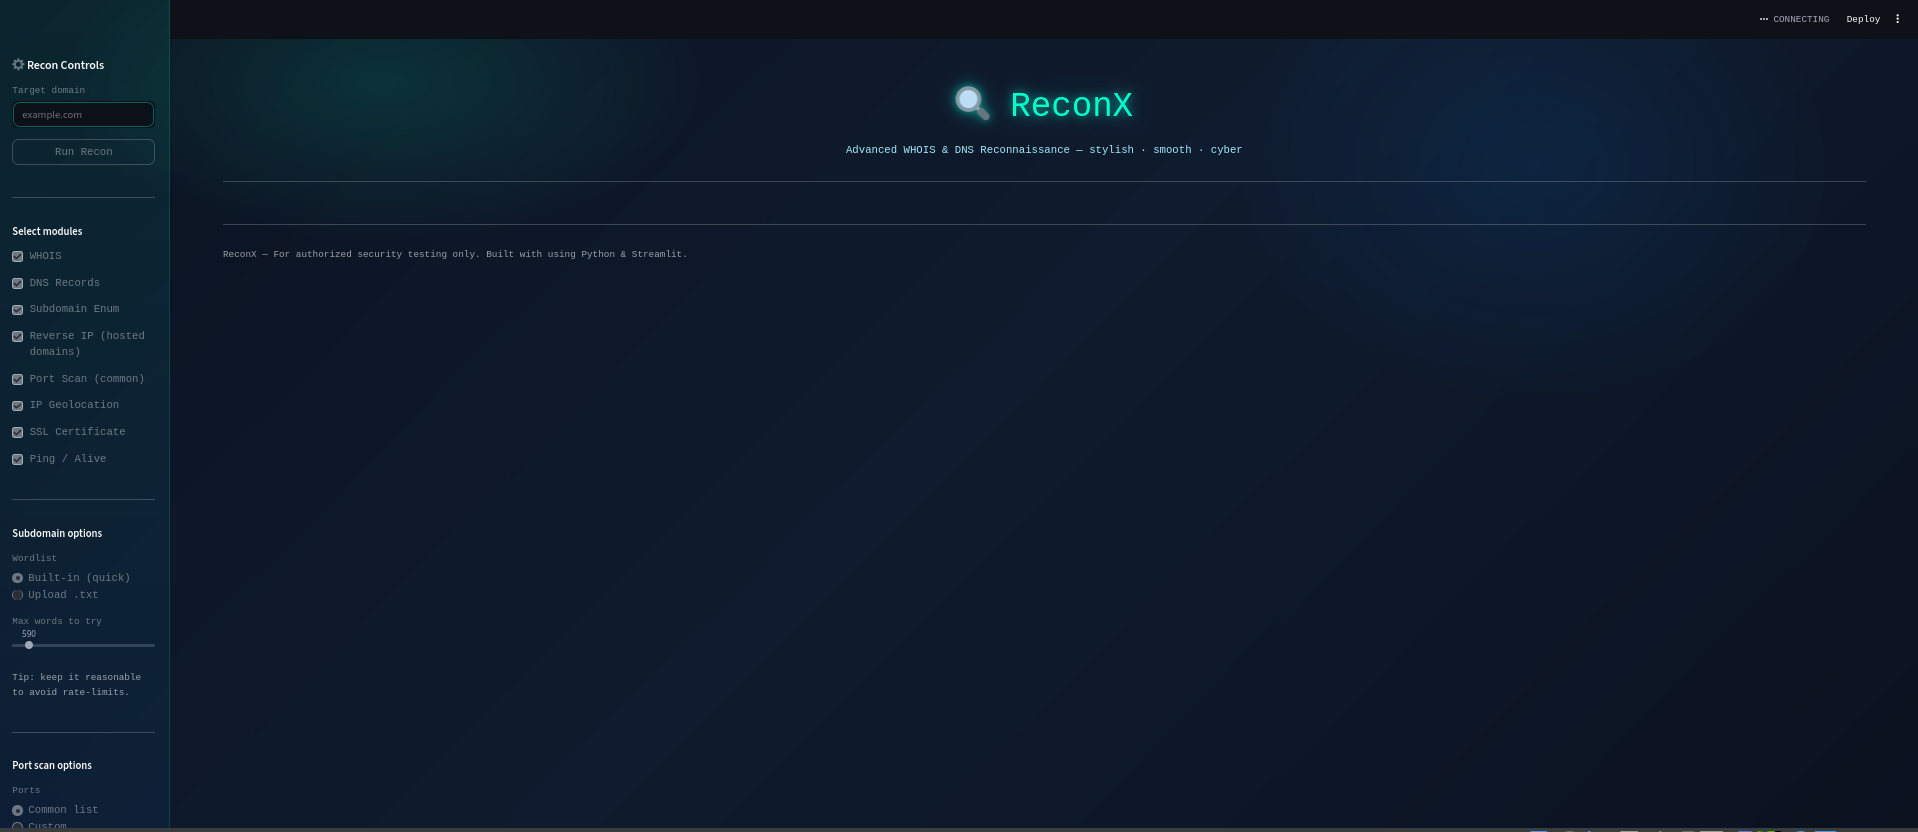 CONNECTING
Deploy
Recon Controls
Target domain
example.com
Run Recon
Select modules
WHOIS
DNS Records
Subdomain Enum
Reverse IP (hosted
domains)
Port Scan (common)
IP Geolocation
SSL Certificate
Ping / Alive
Subdomain options
Wordlist
Built-in (quick)
Upload .txt
Max words to try
590
Tip: keep it reasonable
to avoid rate-limits.
Port scan options
Ports
Common list
Custom
ReconX
Advanced WHOIS & DNS Reconnaissance — stylish · smooth · cyber
ReconX — For authorized security testing only. Built with using Python & Streamlit.